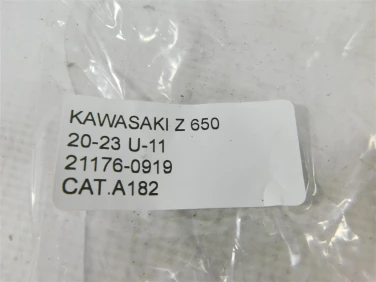 KAWASAKI Z 650
20-23 U-11
21176-0919
CAT.A182